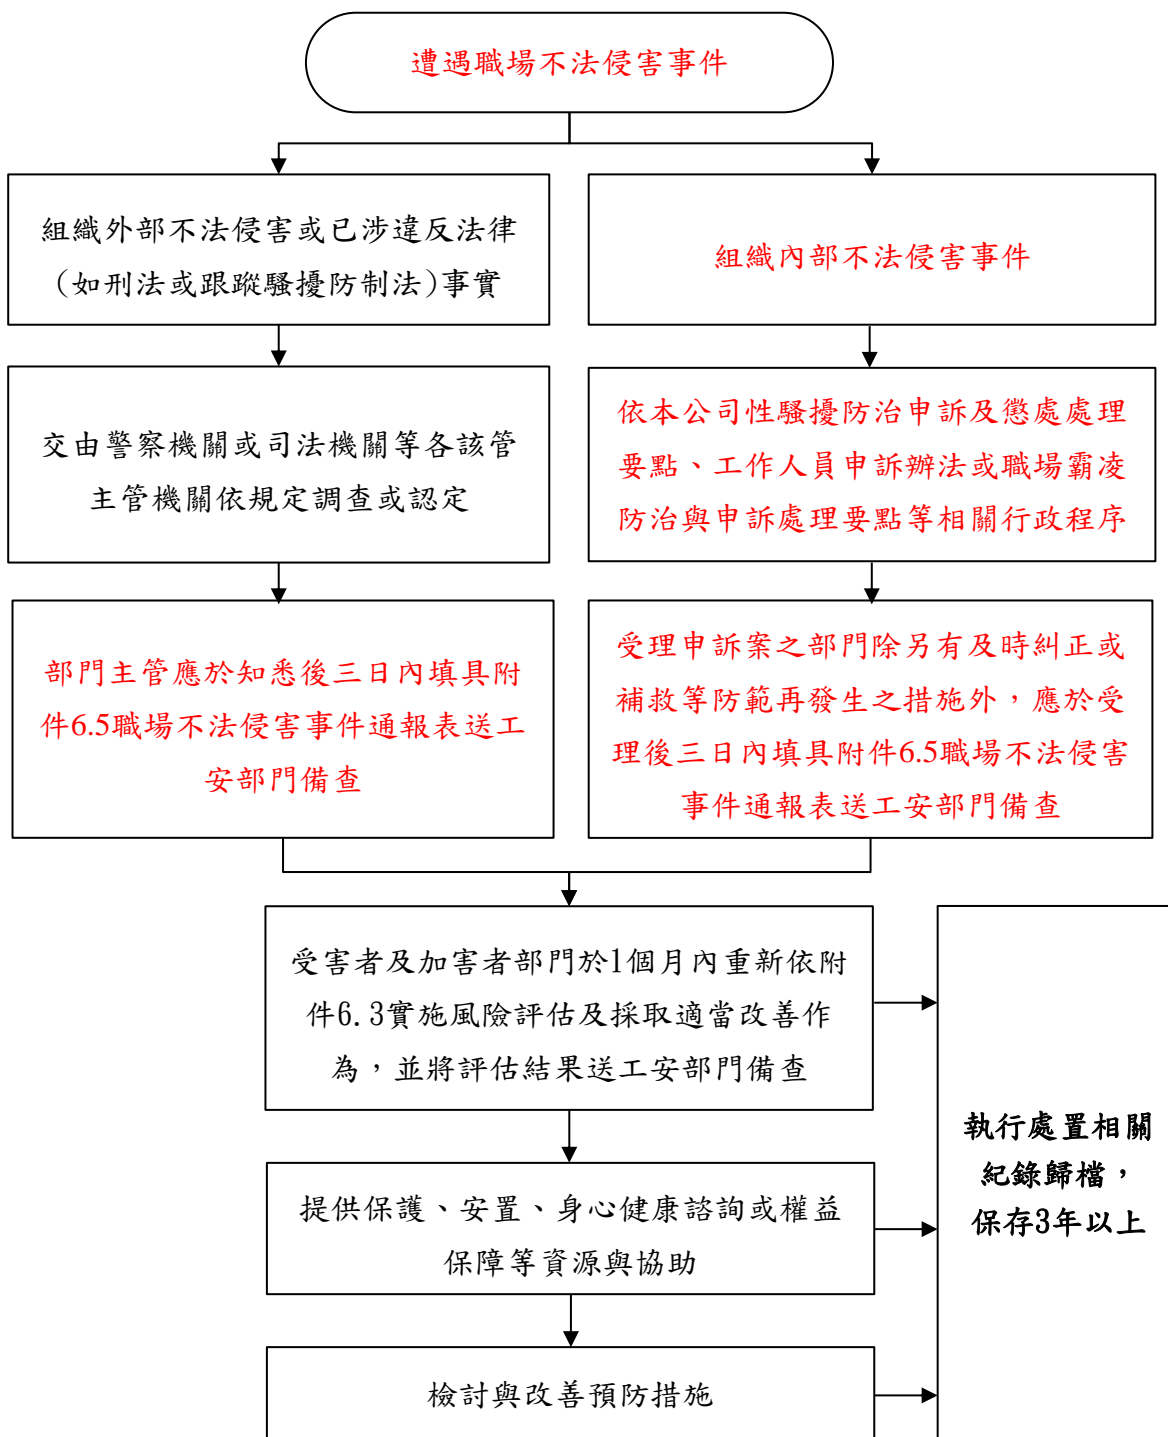 遭遇職場不法侵害事件
組織外部不法侵害或已涉違反法律
(如刑法或跟蹤騷擾防制法)事實
組織內部不法侵害事件
交由警察機關或司法機關等各該管
主管機關依規定調查或認定
依本公司性騷擾防治申訴及懲處處理
要點、工作人員申訴辦法或職場霸凌
防治與申訴處理要點等相關行政程序
部門主管應於知悉後三日內填具附
件6.5職場不法侵害事件通報表送工
安部門備查
受理申訴案之部門除另有及時糾正或
補救等防範再發生之措施外，應於受
理後三日內填具附件6.5職場不法侵害
事件通報表送工安部門備查
受害者及加害者部門於1個月內重新依附
件6.3實施風險評估及採取適當改善作
為，並將評估結果送工安部門備查
提供保護、安置、身心健康諮詢或權益
保障等資源與協助
檢討與改善預防措施
執行處置相關
紀錄歸檔，
保存3年以上